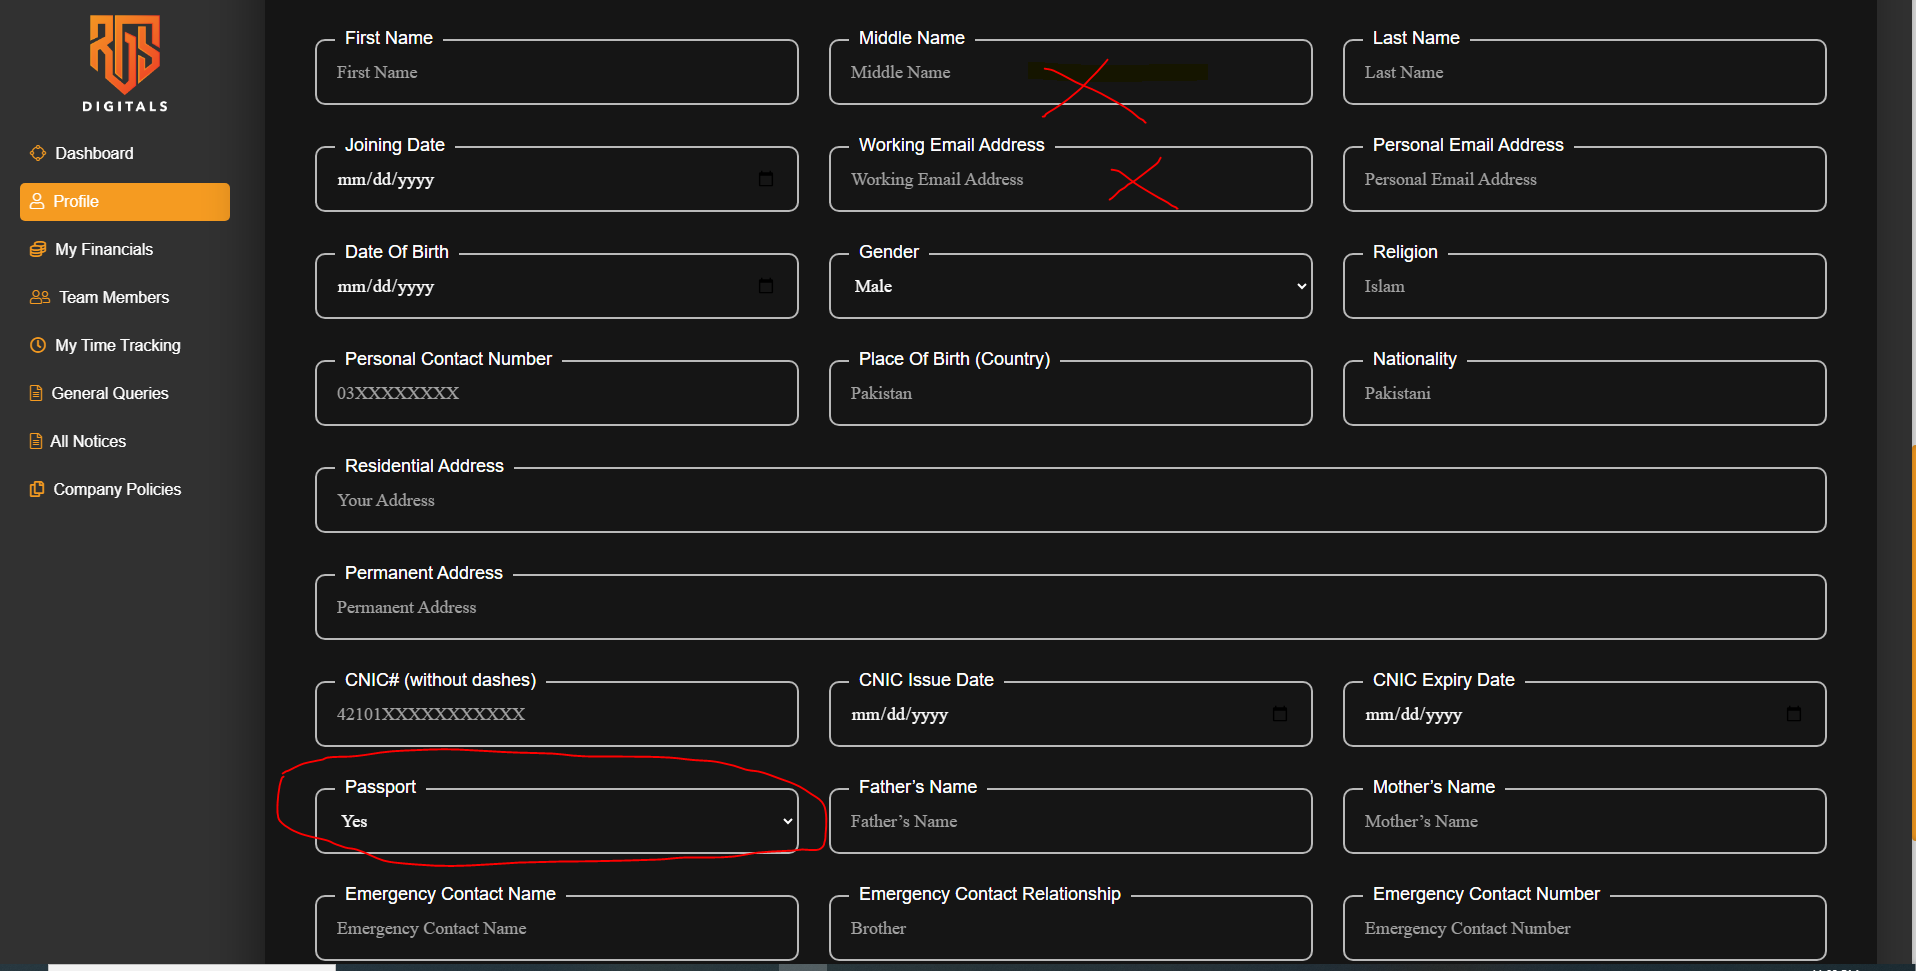 RDS
DIGITALS
Dashboard
Profile
My Financials
Team Members
My Time Tracking
General Queries
All Notices
Company Policies
First Name
First Name
Middle Name
Middle Name
Last Name
Last Name
Joining Date
mm/dd/yyyy
Working Email Address
Working Email Address
Personal Email Address
Personal Email Address
Date Of Birth
mm/dd/yyyy
Gender
Male
Religion
Islam
Personal Contact Number
03XXXXXXXX
Place Of Birth (Country)
Pakistan
Nationality
Pakistani
Residential Address
Your Address
Permanent Address
Permanent Address
CNIC# (without dashes)
42101XXXXXXXXXXX
CNIC Issue Date
mm/dd/yyyy
CNIC Expiry Date
mm/dd/yyyy
Passport
Yes
Father’s Name
Father’s Name
Mother’s Name
Mother’s Name
Emergency Contact Name
Emergency Contact Name
Emergency Contact Relationship
Brother
Emergency Contact Number
Emergency Contact Number